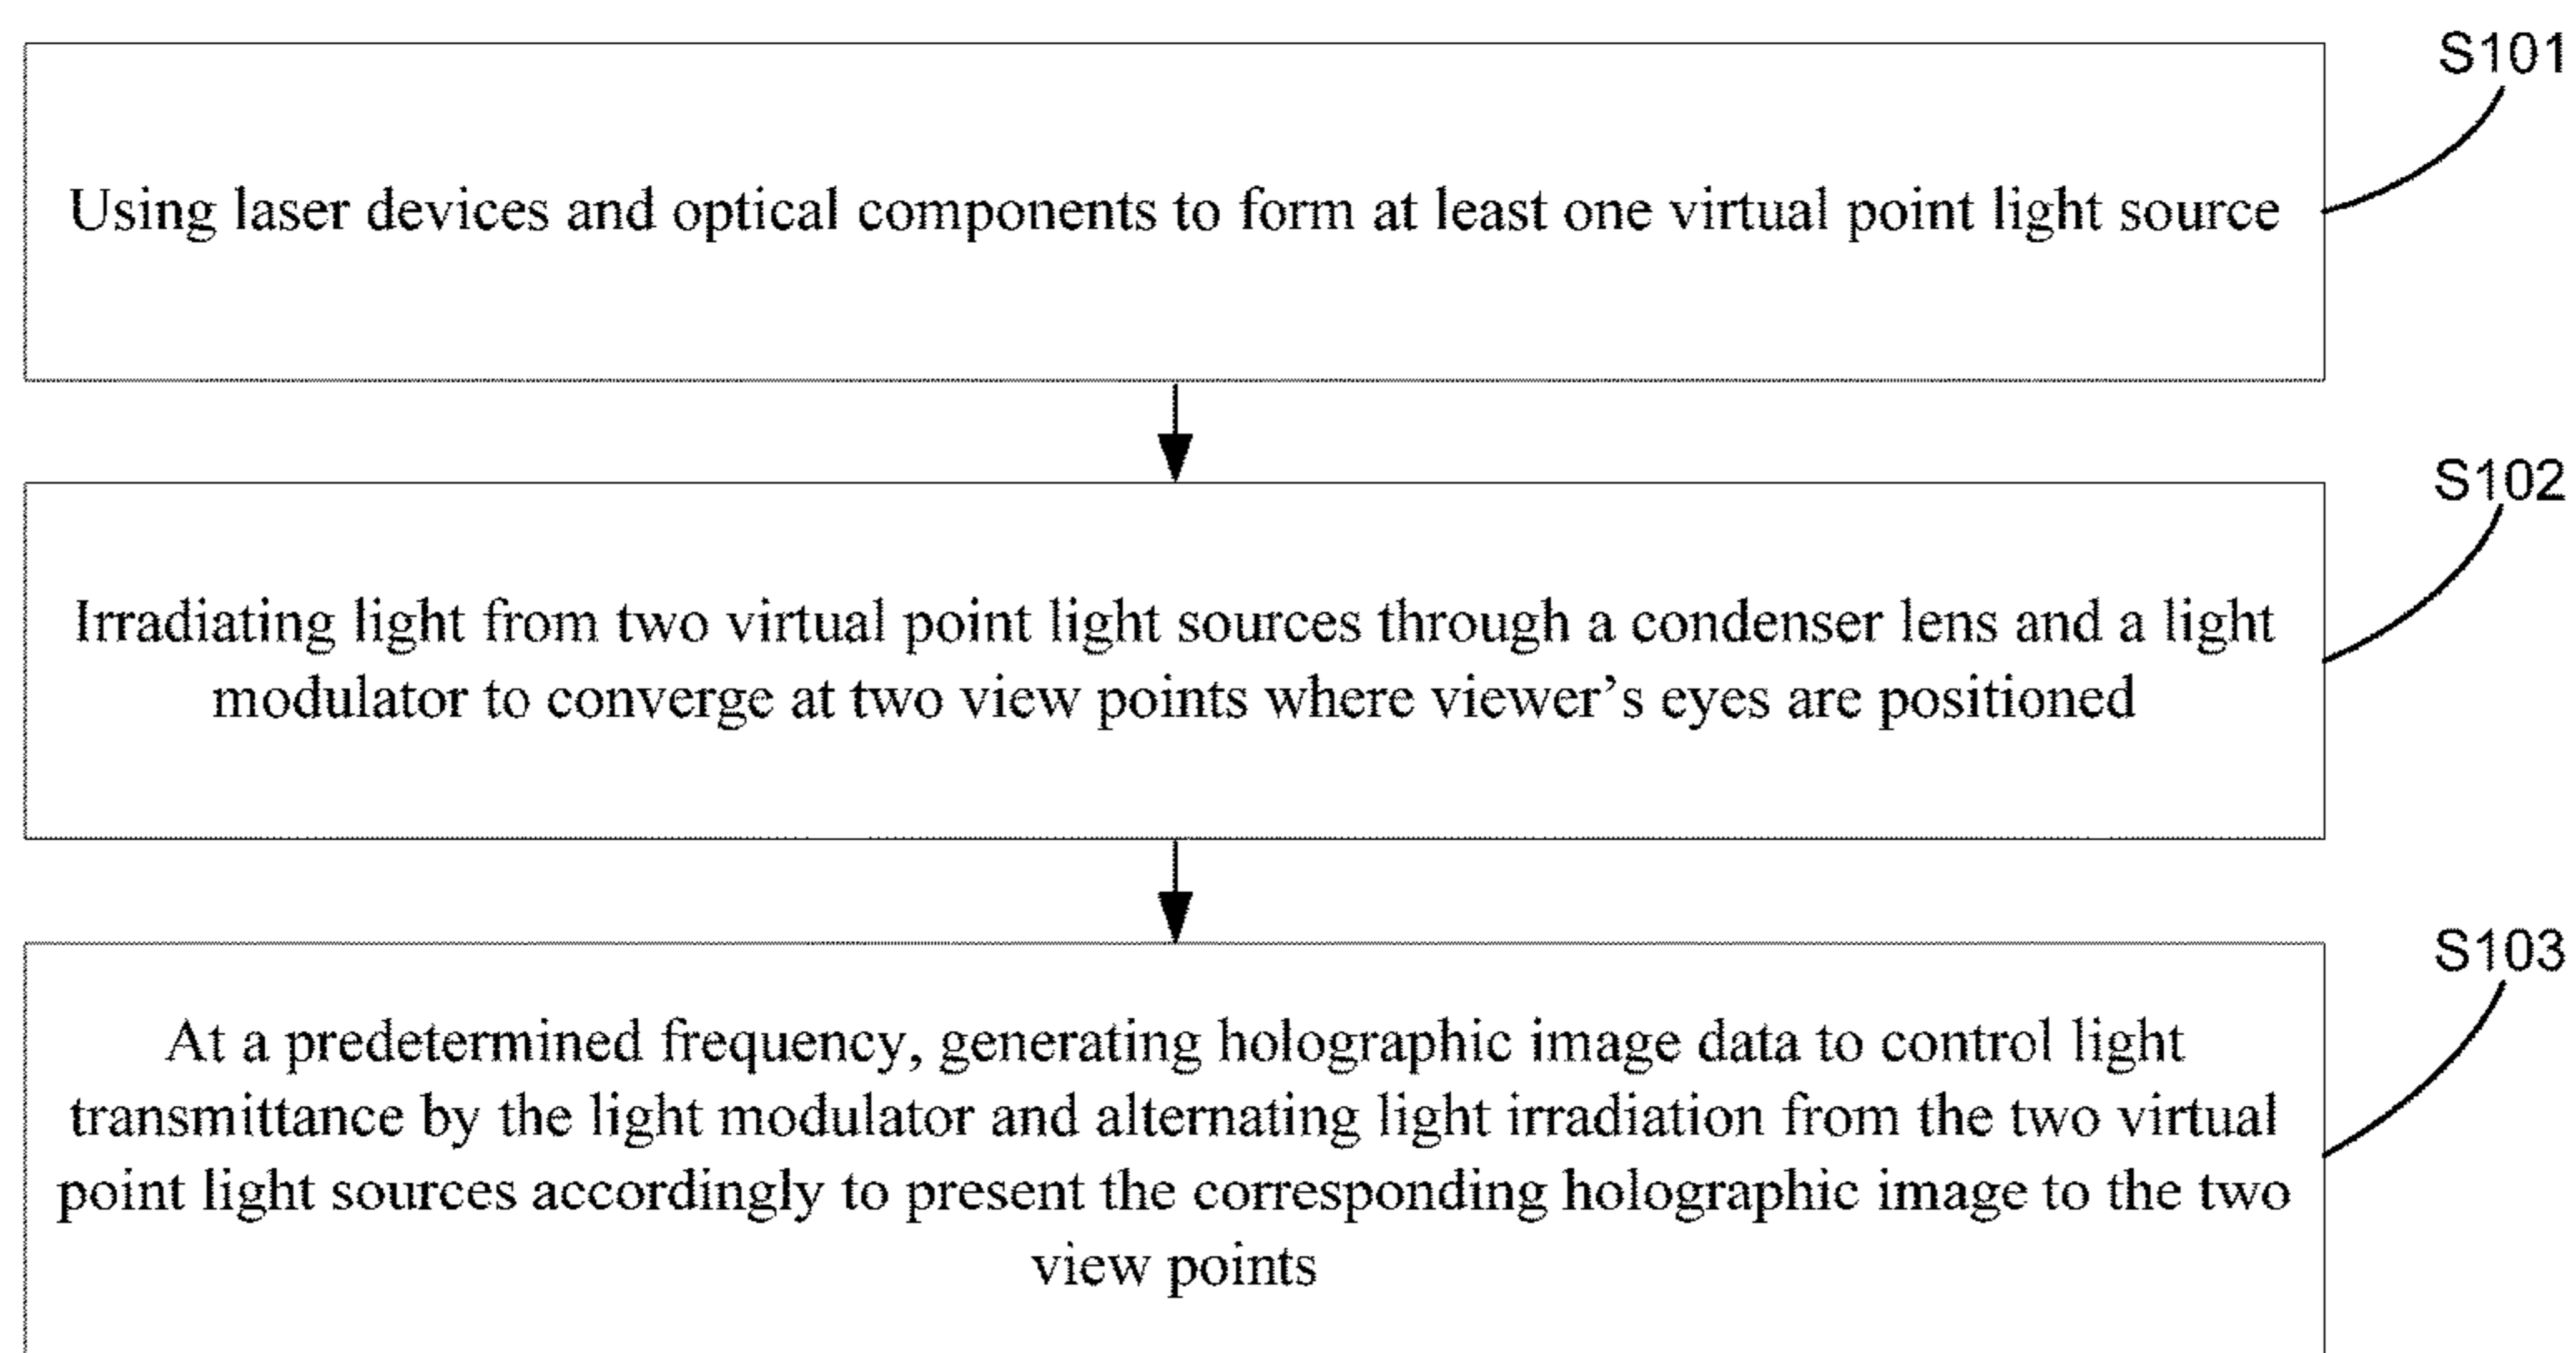 S101
Using laser devices and optical components to form at least one virtual point light source
S102
Irradiating light from two virtual point light sources through a condenser lens and a light
modulator to converge at two view points where viewer's eyes are positioned
S103
At a predetermined frequency, generating holographic image data to control light
transmittance by the light modulator and alternating light irradiation from the two virtual
point light sources accordingly to present the corresponding holographic image to the two
view points